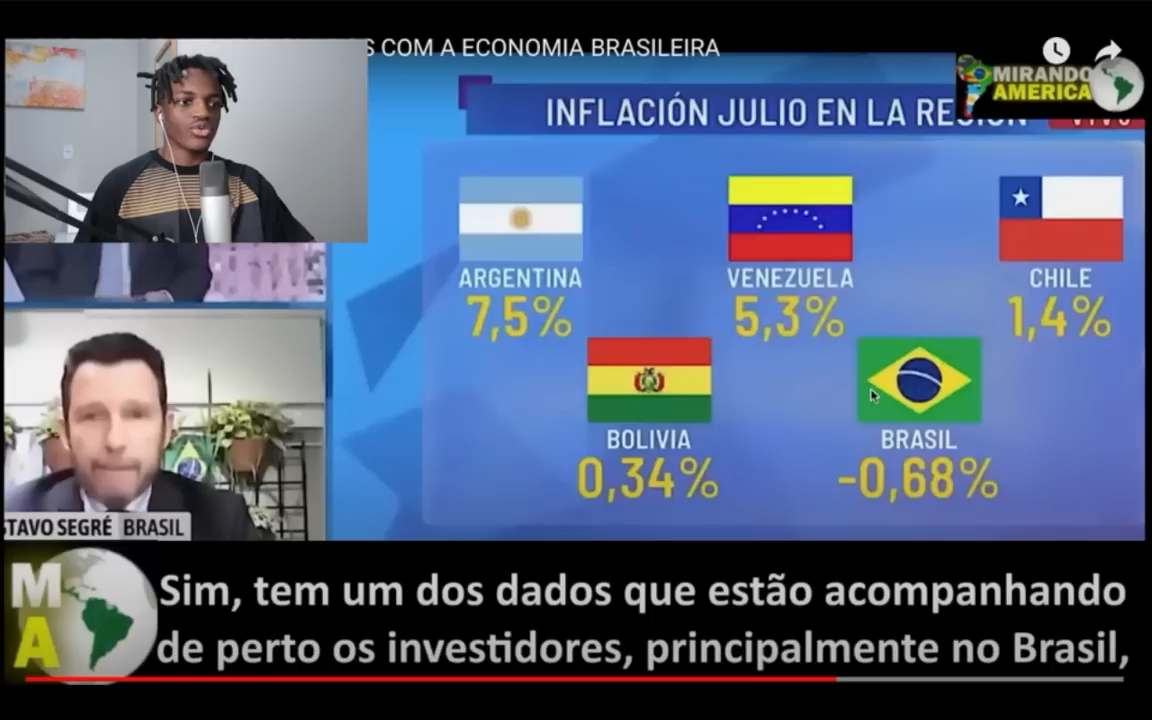 S COM A ECONOMIA BRASILEIRA
MIRANDO
AMERICA
INFLACIÓN JULIO EN LA REGIÓN
VIVO
ARGENTINA
7,5%
VENEZUELA
5,3%
CHILE
1,4%
BOLIVIA
0,34%
BRASIL
-0,68%
STAVO SEGRÉ BRASIL
M
A
Sim, tem um dos dados que estão acompanhando
de perto os investidores, principalmente no Brasil,